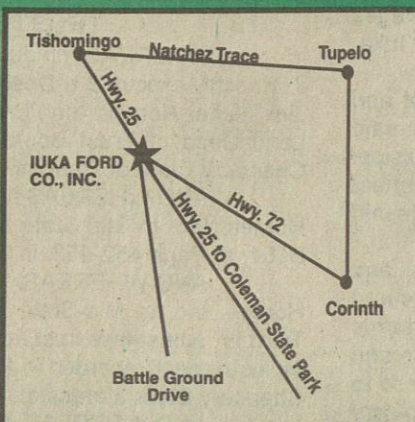 Tishomingo
Natchez Trace
Tupelo
Hwy. 25
IUKA FORD
CO., INC.
Hwy. 72
Hwy. 25 to Coleman State Park
Corinth
Battle Ground
Drive